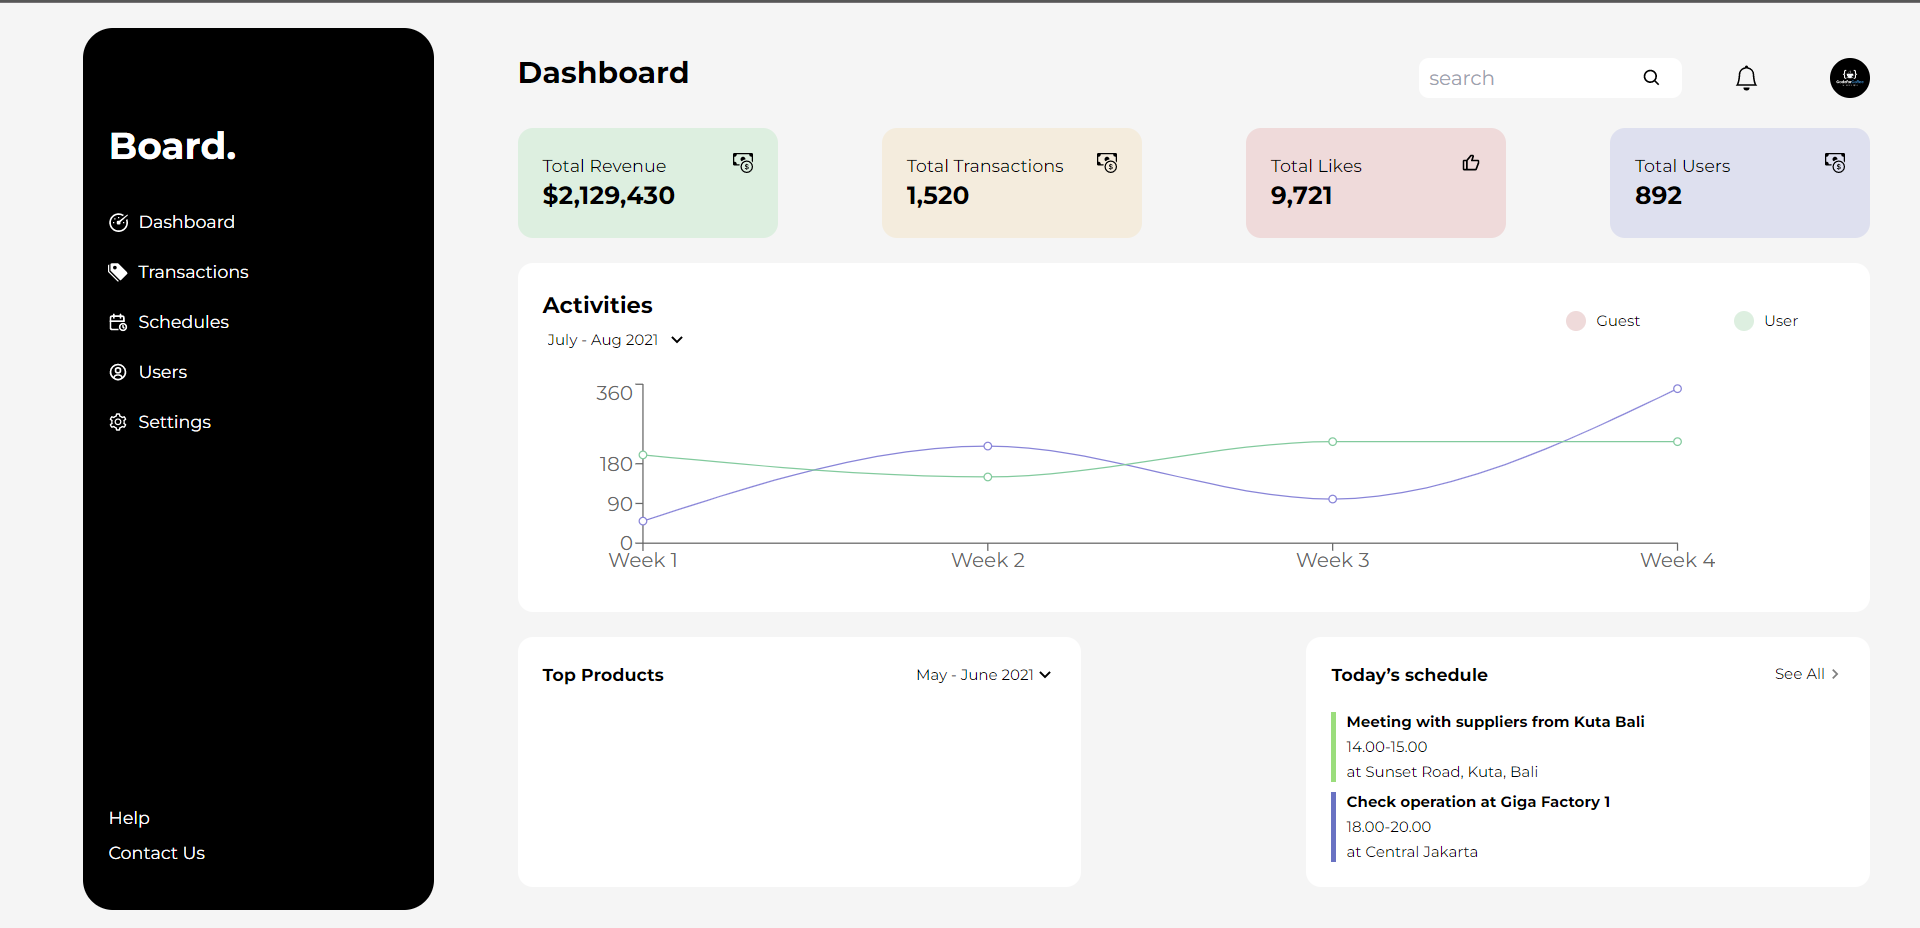 Board.
Dashboard
Transactions
Schedules
Users
Settings
Help
Contact Us
Dashboard
search
Total Revenue
$2,129,430
Total Transactions
1,520
Total Likes
9,721
Total Users
892
Activities
July - Aug 2021
Guest
User
360
180
90
0
Week 1
Week 2
Week 3
Week 4
Top Products
May - June 2021
Today’s schedule
See All
Meeting with suppliers from Kuta Bali
14.00-15.00
at Sunset Road, Kuta, Bali
Check operation at Giga Factory 1
18.00-20.00
at Central Jakarta